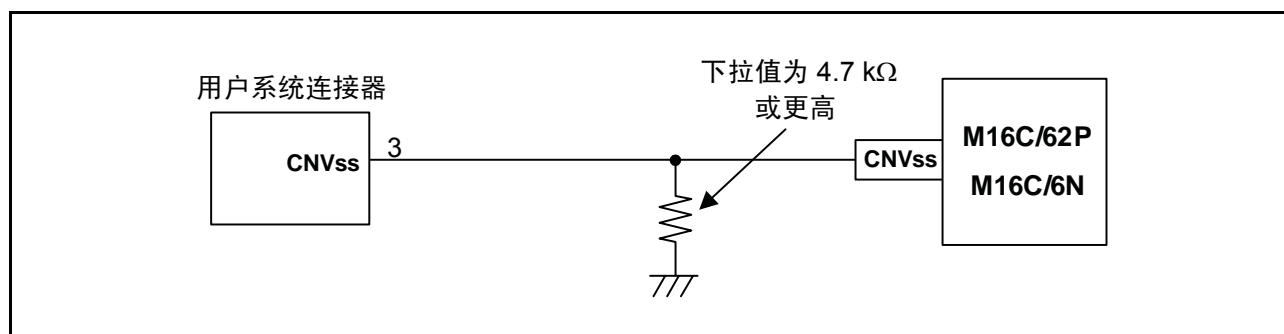 下拉值为 4.7 kΩ
或更高
用户系统连接器
CNVss
3
CNVss
M16C/62P
M16C/6N